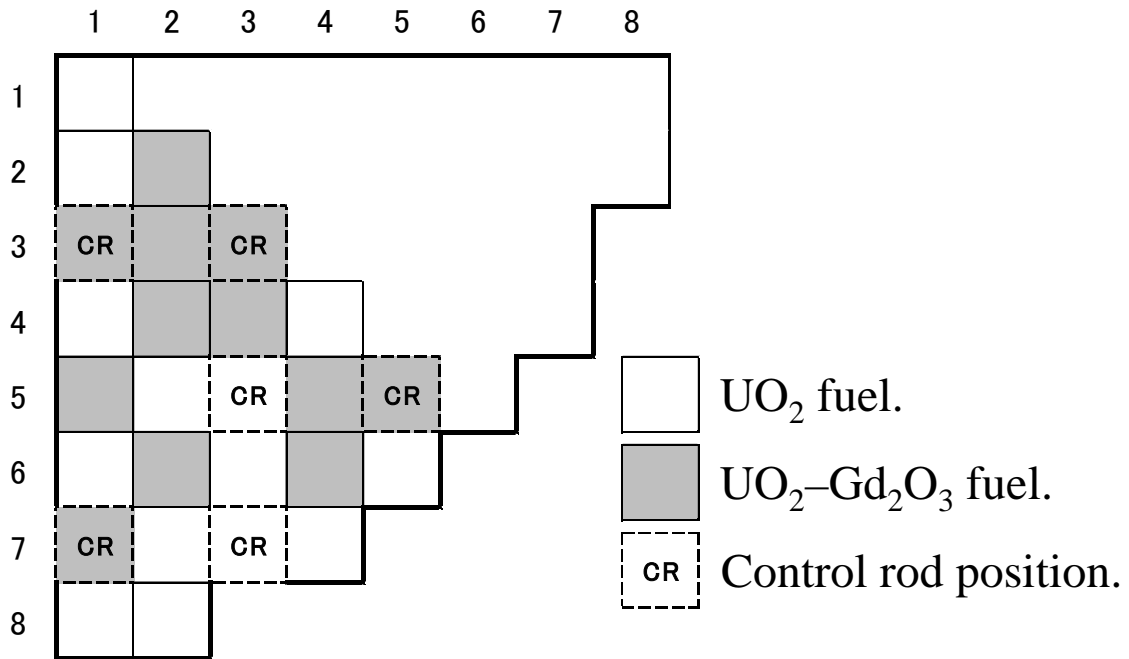 1 2 3 4 5 6 7 8
1
2
3 CR CR
4
5 CR CR
6
7 CR CR
8
UO₂ fuel.
UO₂–Gd₂O₃ fuel.
CR Control rod position.